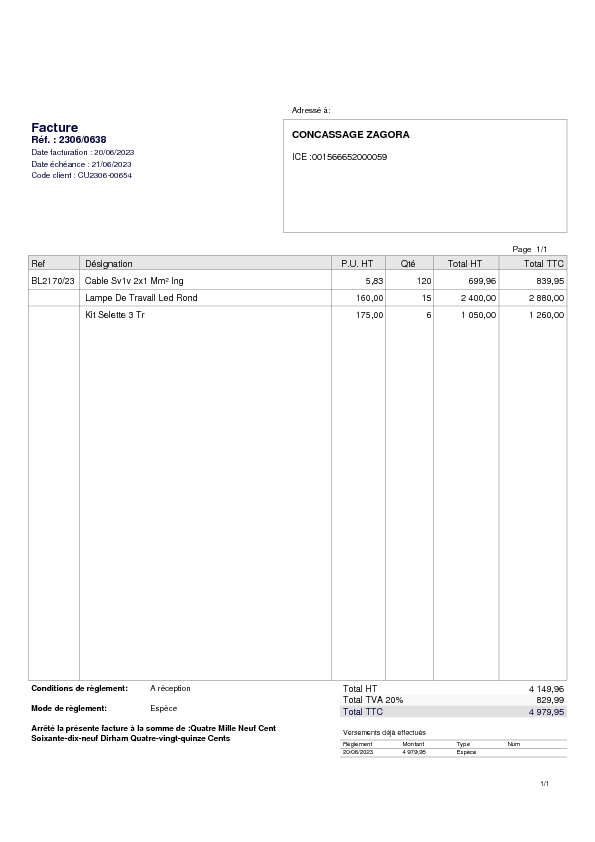 Adressé à:
Facture
Réf. : 2306/0638
Date facturation : 20/06/2023
Date échéance : 21/06/2023
Code client : CU2306-00654
CONCASSAGE ZAGORA
ICE :001566652000059
Page 1/1
Ref Désignation P.U. HT Qté Total HT Total TTC
BL2170/23 Cable Sv1v 2x1 Mm² Ing 5,83 120 699,96 839,95
Lampe De Travail Led Rond 160,00 15 2 400,00 2 880,00
Kit Selette 3 Tr 175,00 6 1 050,00 1 260,00
Conditions de règlement: A réception
Total HT 4 149,96
Total TVA 20% 829,99
Mode de règlement: Espèce
Total TTC 4 979,95
Arrêté la présente facture à la somme de :Quatre Mille Neuf Cent
Soixante-dix-neuf Dirham Quatre-vingt-quinze Cents
Versements déjà effectués
Règlement Montant Type Num
20/06/2023 4 979,95 Espèce
1/1